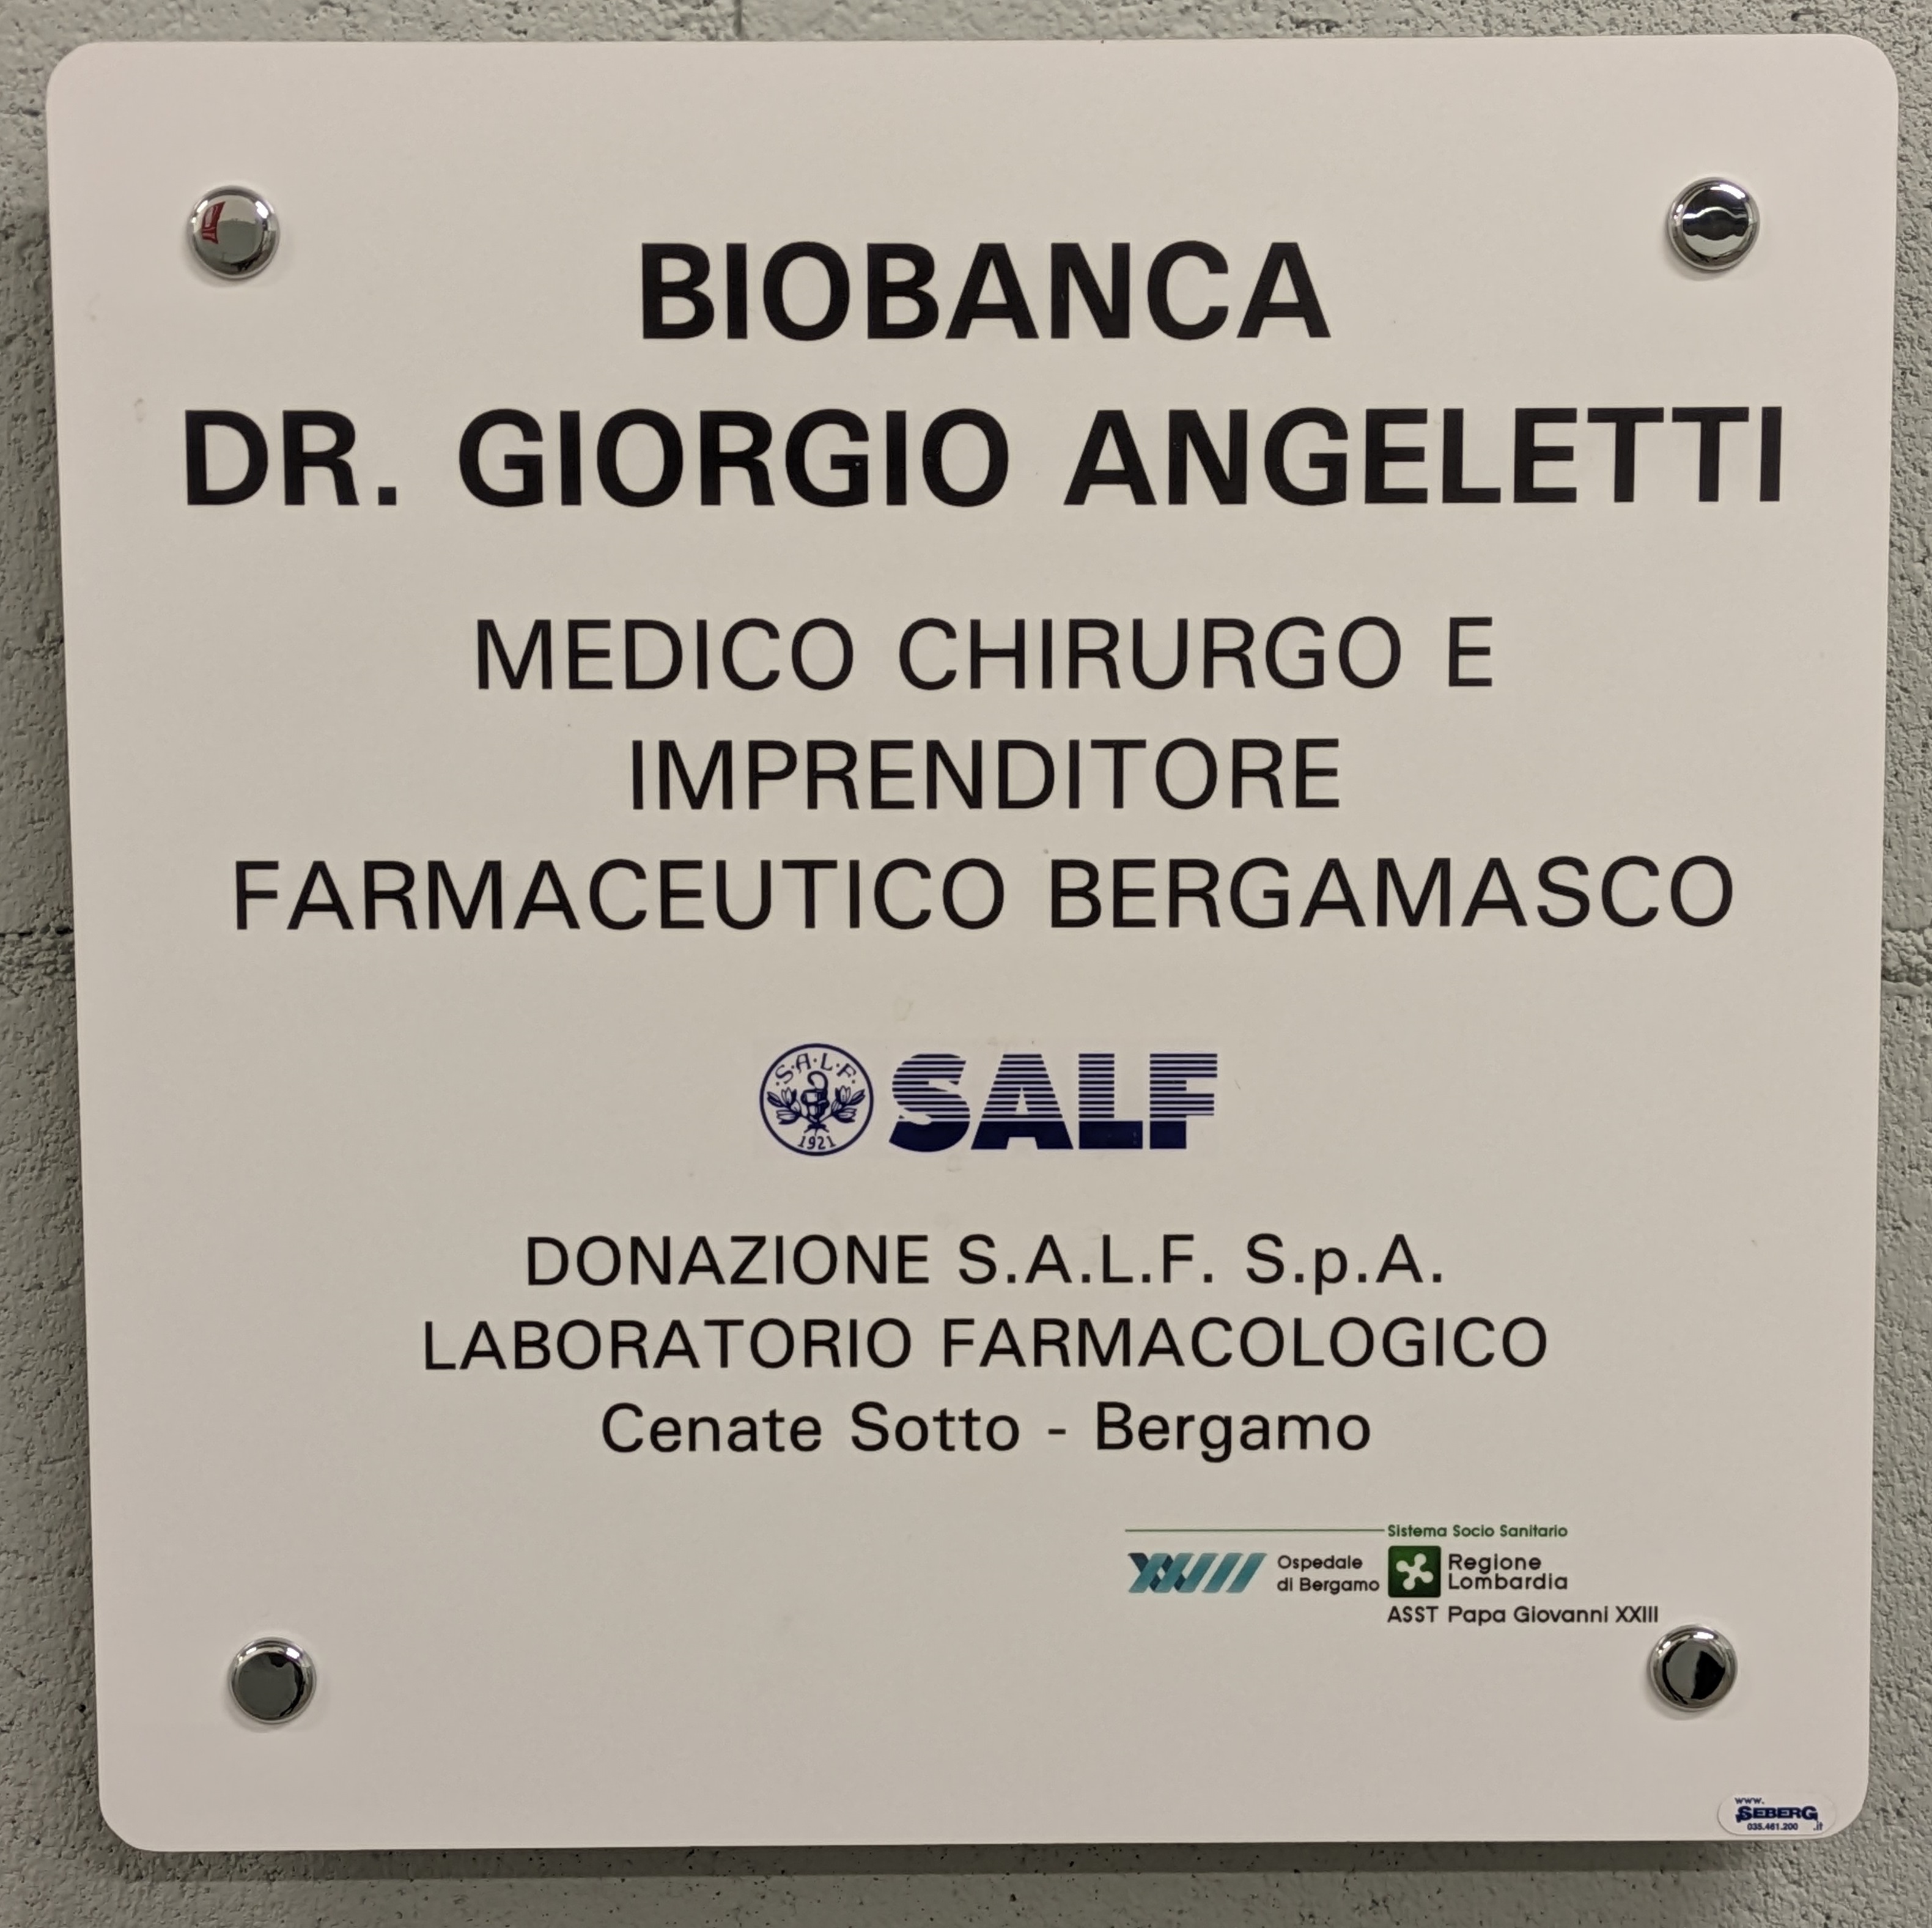 BIOBANCA
DR. GIORGIO ANGELETTI
MEDICO CHIRURGO E
IMPRENDITORE
FARMACEUTICO BERGAMASCO
S.A.L.F.
1921
SALF
DONAZIONE S.A.L.F. S.p.A.
LABORATORIO FARMACOLOGICO
Cenate Sotto - Bergamo
Sistema Socio Sanitario
Ospedale
di Bergamo
Regione
Lombardia
ASST Papa Giovanni XXIII
www.
SEBERG
035.461.200 .it